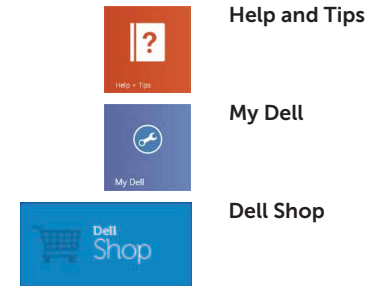 ?
Help and Tips
Help + Tips
My Dell
My Dell
Dell Shop
Dell
Shop